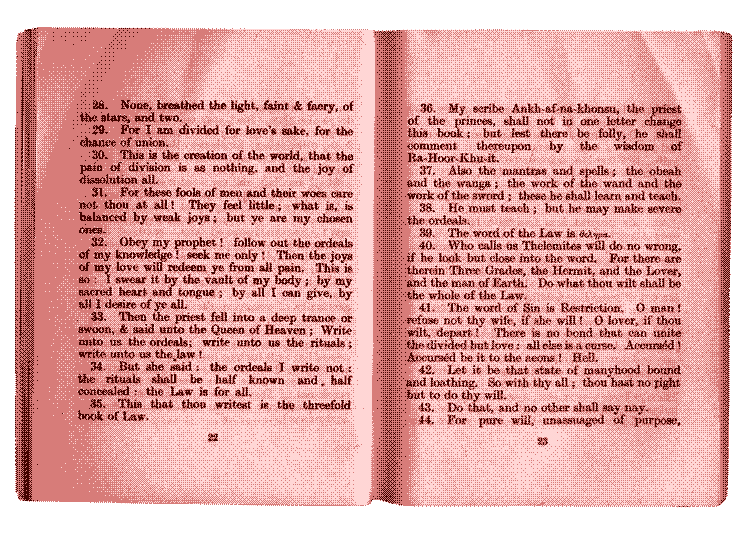 28. None, breathed the light, faint & faery, of
the stars, and two.
29. For I am divided for love's sake, for the
chance of union.
30. This is the creation of the world, that the
pain of division is as nothing, and the joy of
dissolution all.
31. For these fools of men and their woes care
not thou at all! They feel little; what is, is
balanced by weak joys; but ye are my chosen
ones.
32. Obey my prophet! follow out the ordeals
of my knowledge! seek me only! Then the joys
of my love will redeem ye from all pain. This is
so: I swear it by the vault of my body; by my
sacred heart and tongue; by all I can give, by
all I desire of ye all.
33. Then the priest fell into a deep trance or
swoon, & said unto the Queen of Heaven; Write
unto us the ordeals; write unto us the rituals;
write unto us the law!
34. But she said: the ordeals I write not:
the rituals shall be half known and half
concealed: the Law is for all.
35. This that thou writest is the threefold
book of Law.
22
36. My scribe Ankh-af-na-khonsu, the priest
of the princes, shall not in one letter change
this book; but lest there be folly, he shall
comment thereupon by the wisdom of
Ra-Hoor-Khu-it.
37. Also the mantras and spells; the obeah
and the wanga; the work of the wand and the
work of the sword; these he shall learn and teach.
38. He must teach; but he may make severe
the ordeals.
39. The word of the Law is θελημα.
40. Who calls us Thelemites will do no wrong,
if he look but close into the word. For there are
therein Three Grades, the Hermit, and the Lover,
and the man of Earth. Do what thou wilt shall be
the whole of the Law.
41. The word of Sin is Restriction. O man!
refuse not thy wife, if she will! O lover, if thou
wilt, depart! There is no bond that can unite
the divided but love: all else is a curse. Accurséd!
Accurséd be it to the aeons! Hell.
42. Let it be that state of manyhood bound
and loathing. So with thy all; thou hast no right
but to do thy will.
43. Do that, and no other shall say nay.
44. For pure will, unassuaged of purpose,
23